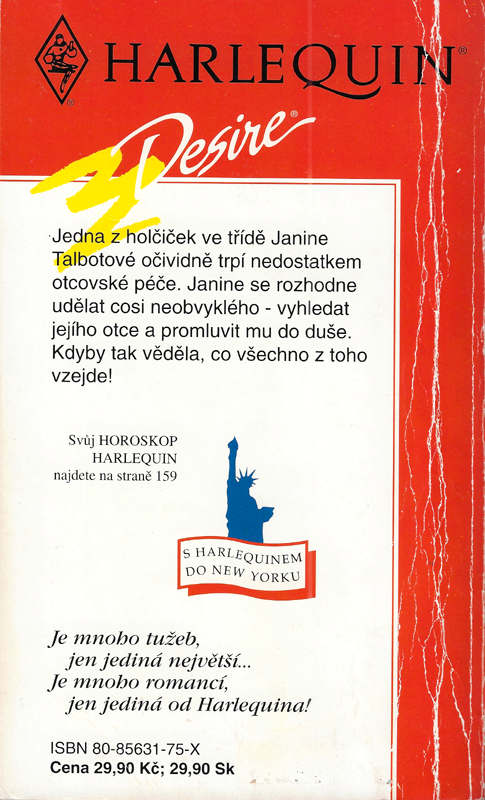 HARLEQUIN®
Desire®
Jedna z holčiček ve třídě Janine
Talbotové očividně trpí nedostatkem
otcovské péče. Janine se rozhodne
udělat cosi neobvyklého - vyhledat
jejího otce a promluvit mu do duše.
Kdyby tak věděla, co všechno z toho
vzejde!
Svůj HOROSKOP
HARLEQUIN
najdete na straně 159
S HARLEQUINEM
DO NEW YORKU
Je mnoho tužeb,
jen jediná největší...
Je mnoho romancí,
jen jediná od Harlequina!
ISBN 80-85631-75-X
Cena 29,90 Kč; 29,90 Sk